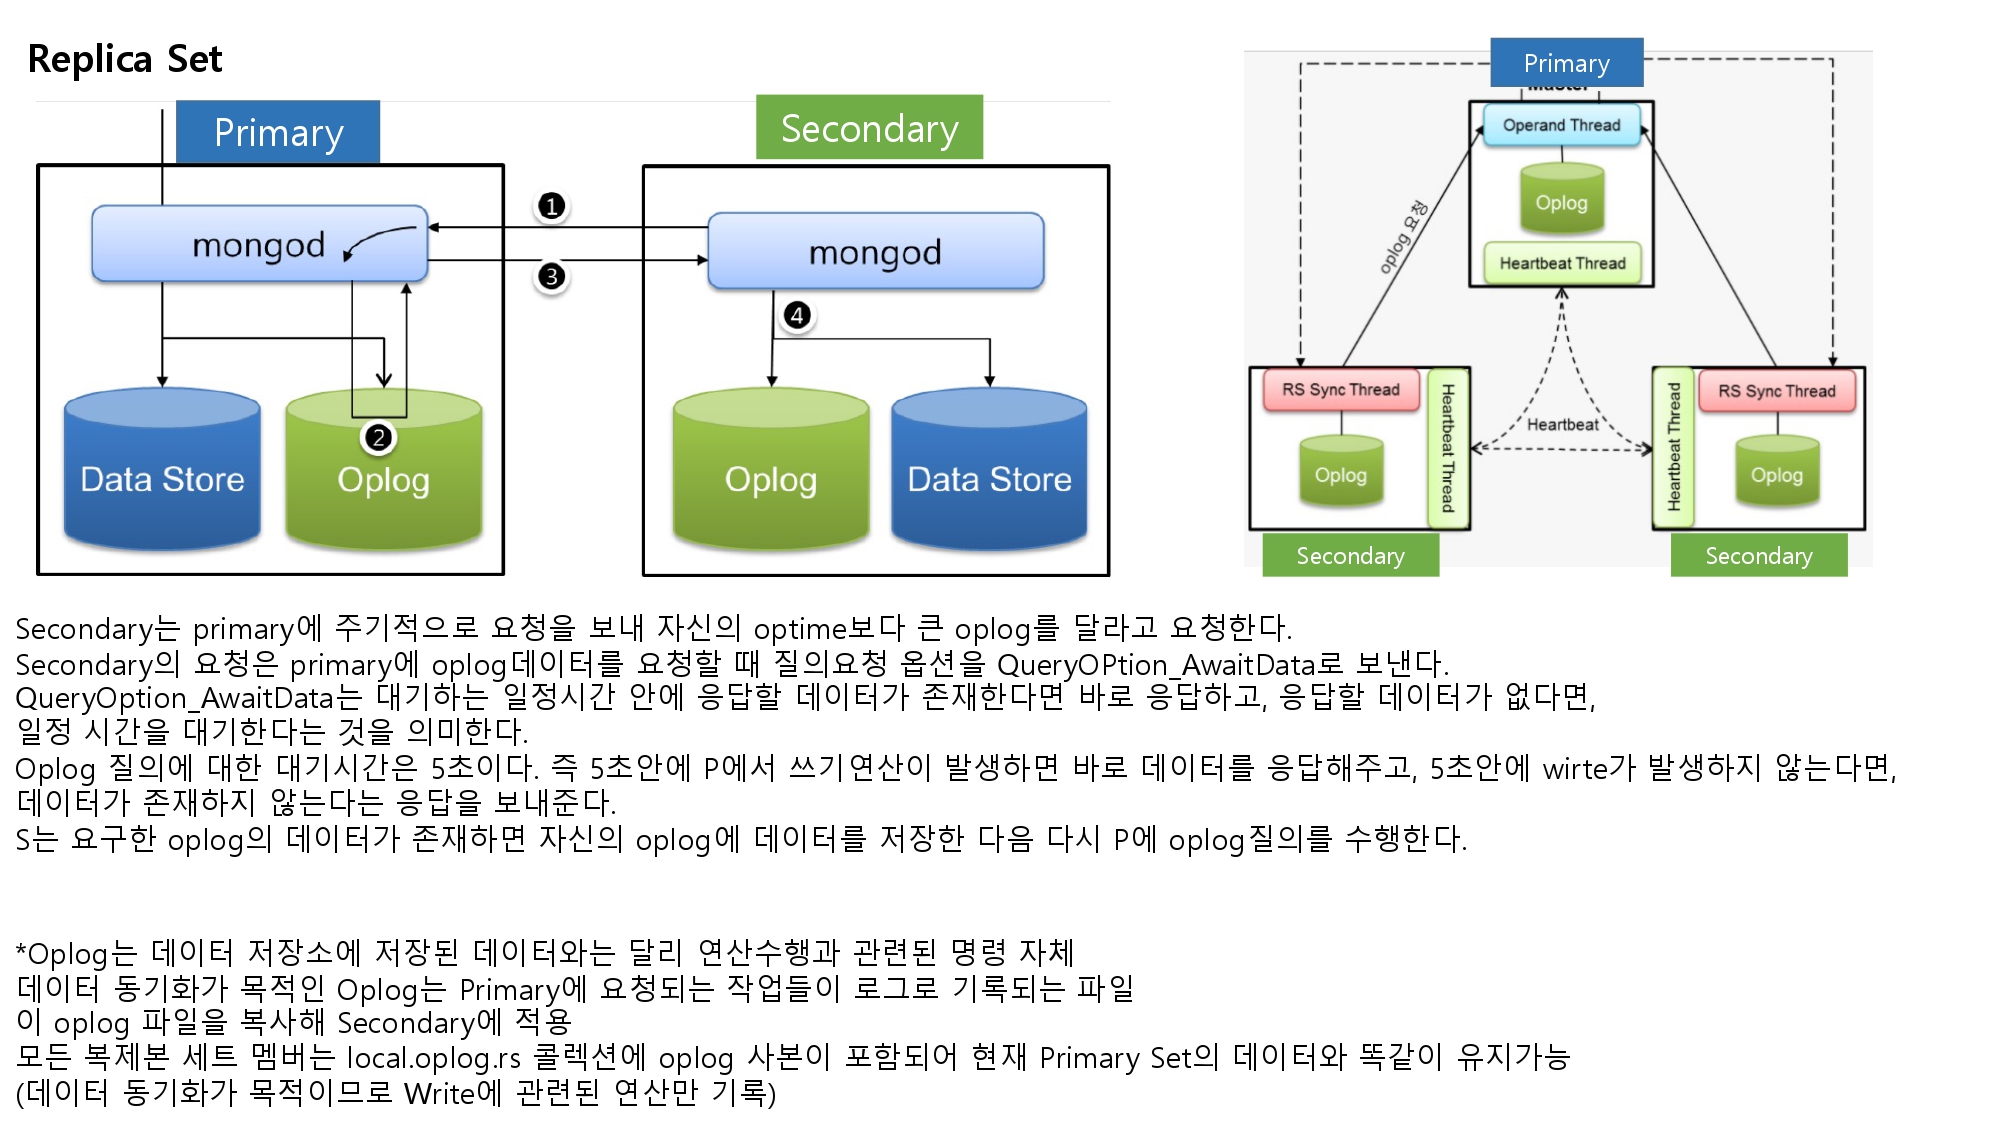 Replica Set
Primary
Secondary
mongod
mongod
1
3
4
2
Data Store
Oplog
Oplog
Data Store
Primary
Operand Thread
Oplog
Heartbeat Thread
oplog 요청
RS Sync Thread
Heartbeat Thread
Oplog
Heartbeat
Heartbeat Thread
RS Sync Thread
Oplog
Secondary
Secondary
Secondary는 primary에 주기적으로 요청을 보내 자신의 optime보다 큰 oplog를 달라고 요청한다.
Secondary의 요청은 primary에 oplog데이터를 요청할 때 질의요청 옵션을 QueryOPtion_AwaitData로 보낸다.
QueryOption_AwaitData는 대기하는 일정시간 안에 응답할 데이터가 존재한다면 바로 응답하고, 응답할 데이터가 없다면,
일정 시간을 대기한다는 것을 의미한다.
Oplog 질의에 대한 대기시간은 5초이다. 즉 5초안에 P에서 쓰기연산이 발생하면 바로 데이터를 응답해주고, 5초안에 wirte가 발생하지 않는다면,
데이터가 존재하지 않는다는 응답을 보내준다.
S는 요구한 oplog의 데이터가 존재하면 자신의 oplog에 데이터를 저장한 다음 다시 P에 oplog질의를 수행한다.
*Oplog는 데이터 저장소에 저장된 데이터와는 달리 연산수행과 관련된 명령 자체
데이터 동기화가 목적인 Oplog는 Primary에 요청되는 작업들이 로그로 기록되는 파일
이 oplog 파일을 복사해 Secondary에 적용
모든 복제본 세트 멤버는 local.oplog.rs 콜렉션에 oplog 사본이 포함되어 현재 Primary Set의 데이터와 똑같이 유지가능
(데이터 동기화가 목적이므로 Write에 관련된 연산만 기록)